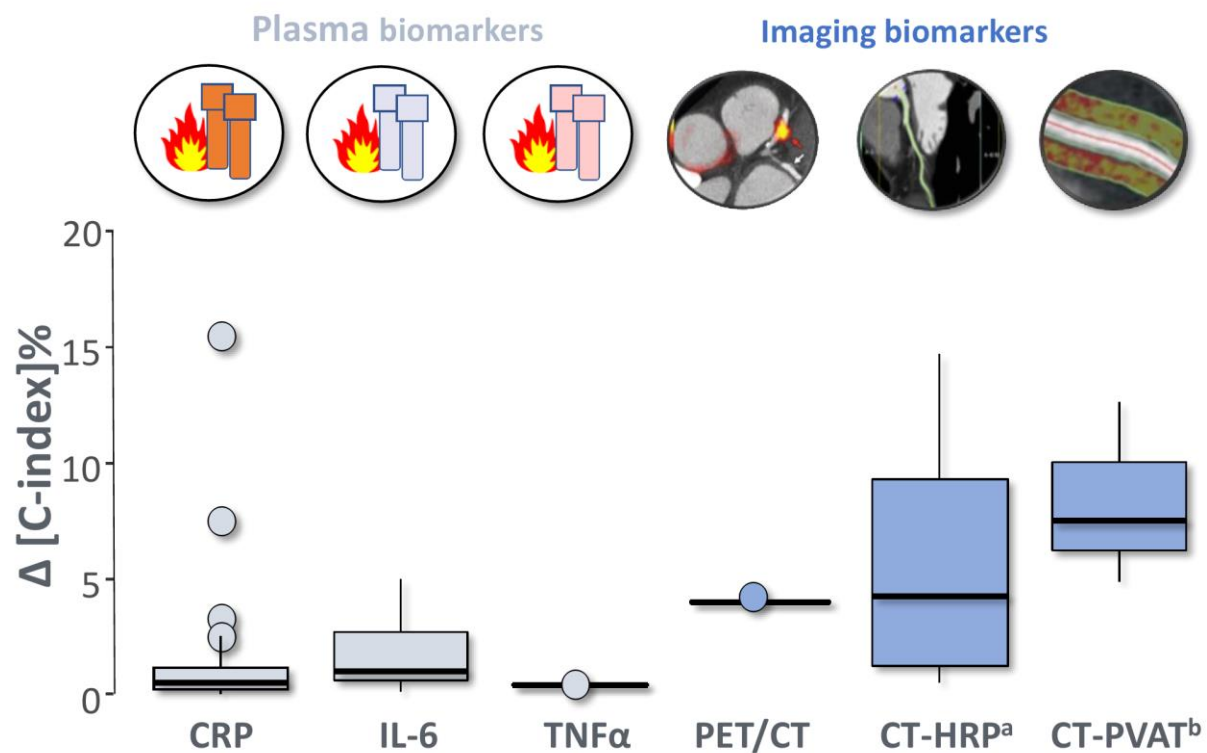 Plasma biomarkers
Imaging biomarkers
Δ [C-index]%
20
15
10
5
0
CRP
IL-6
TNFα
PET/CT
CT-HRPᵃ
CT-PVATᵇ